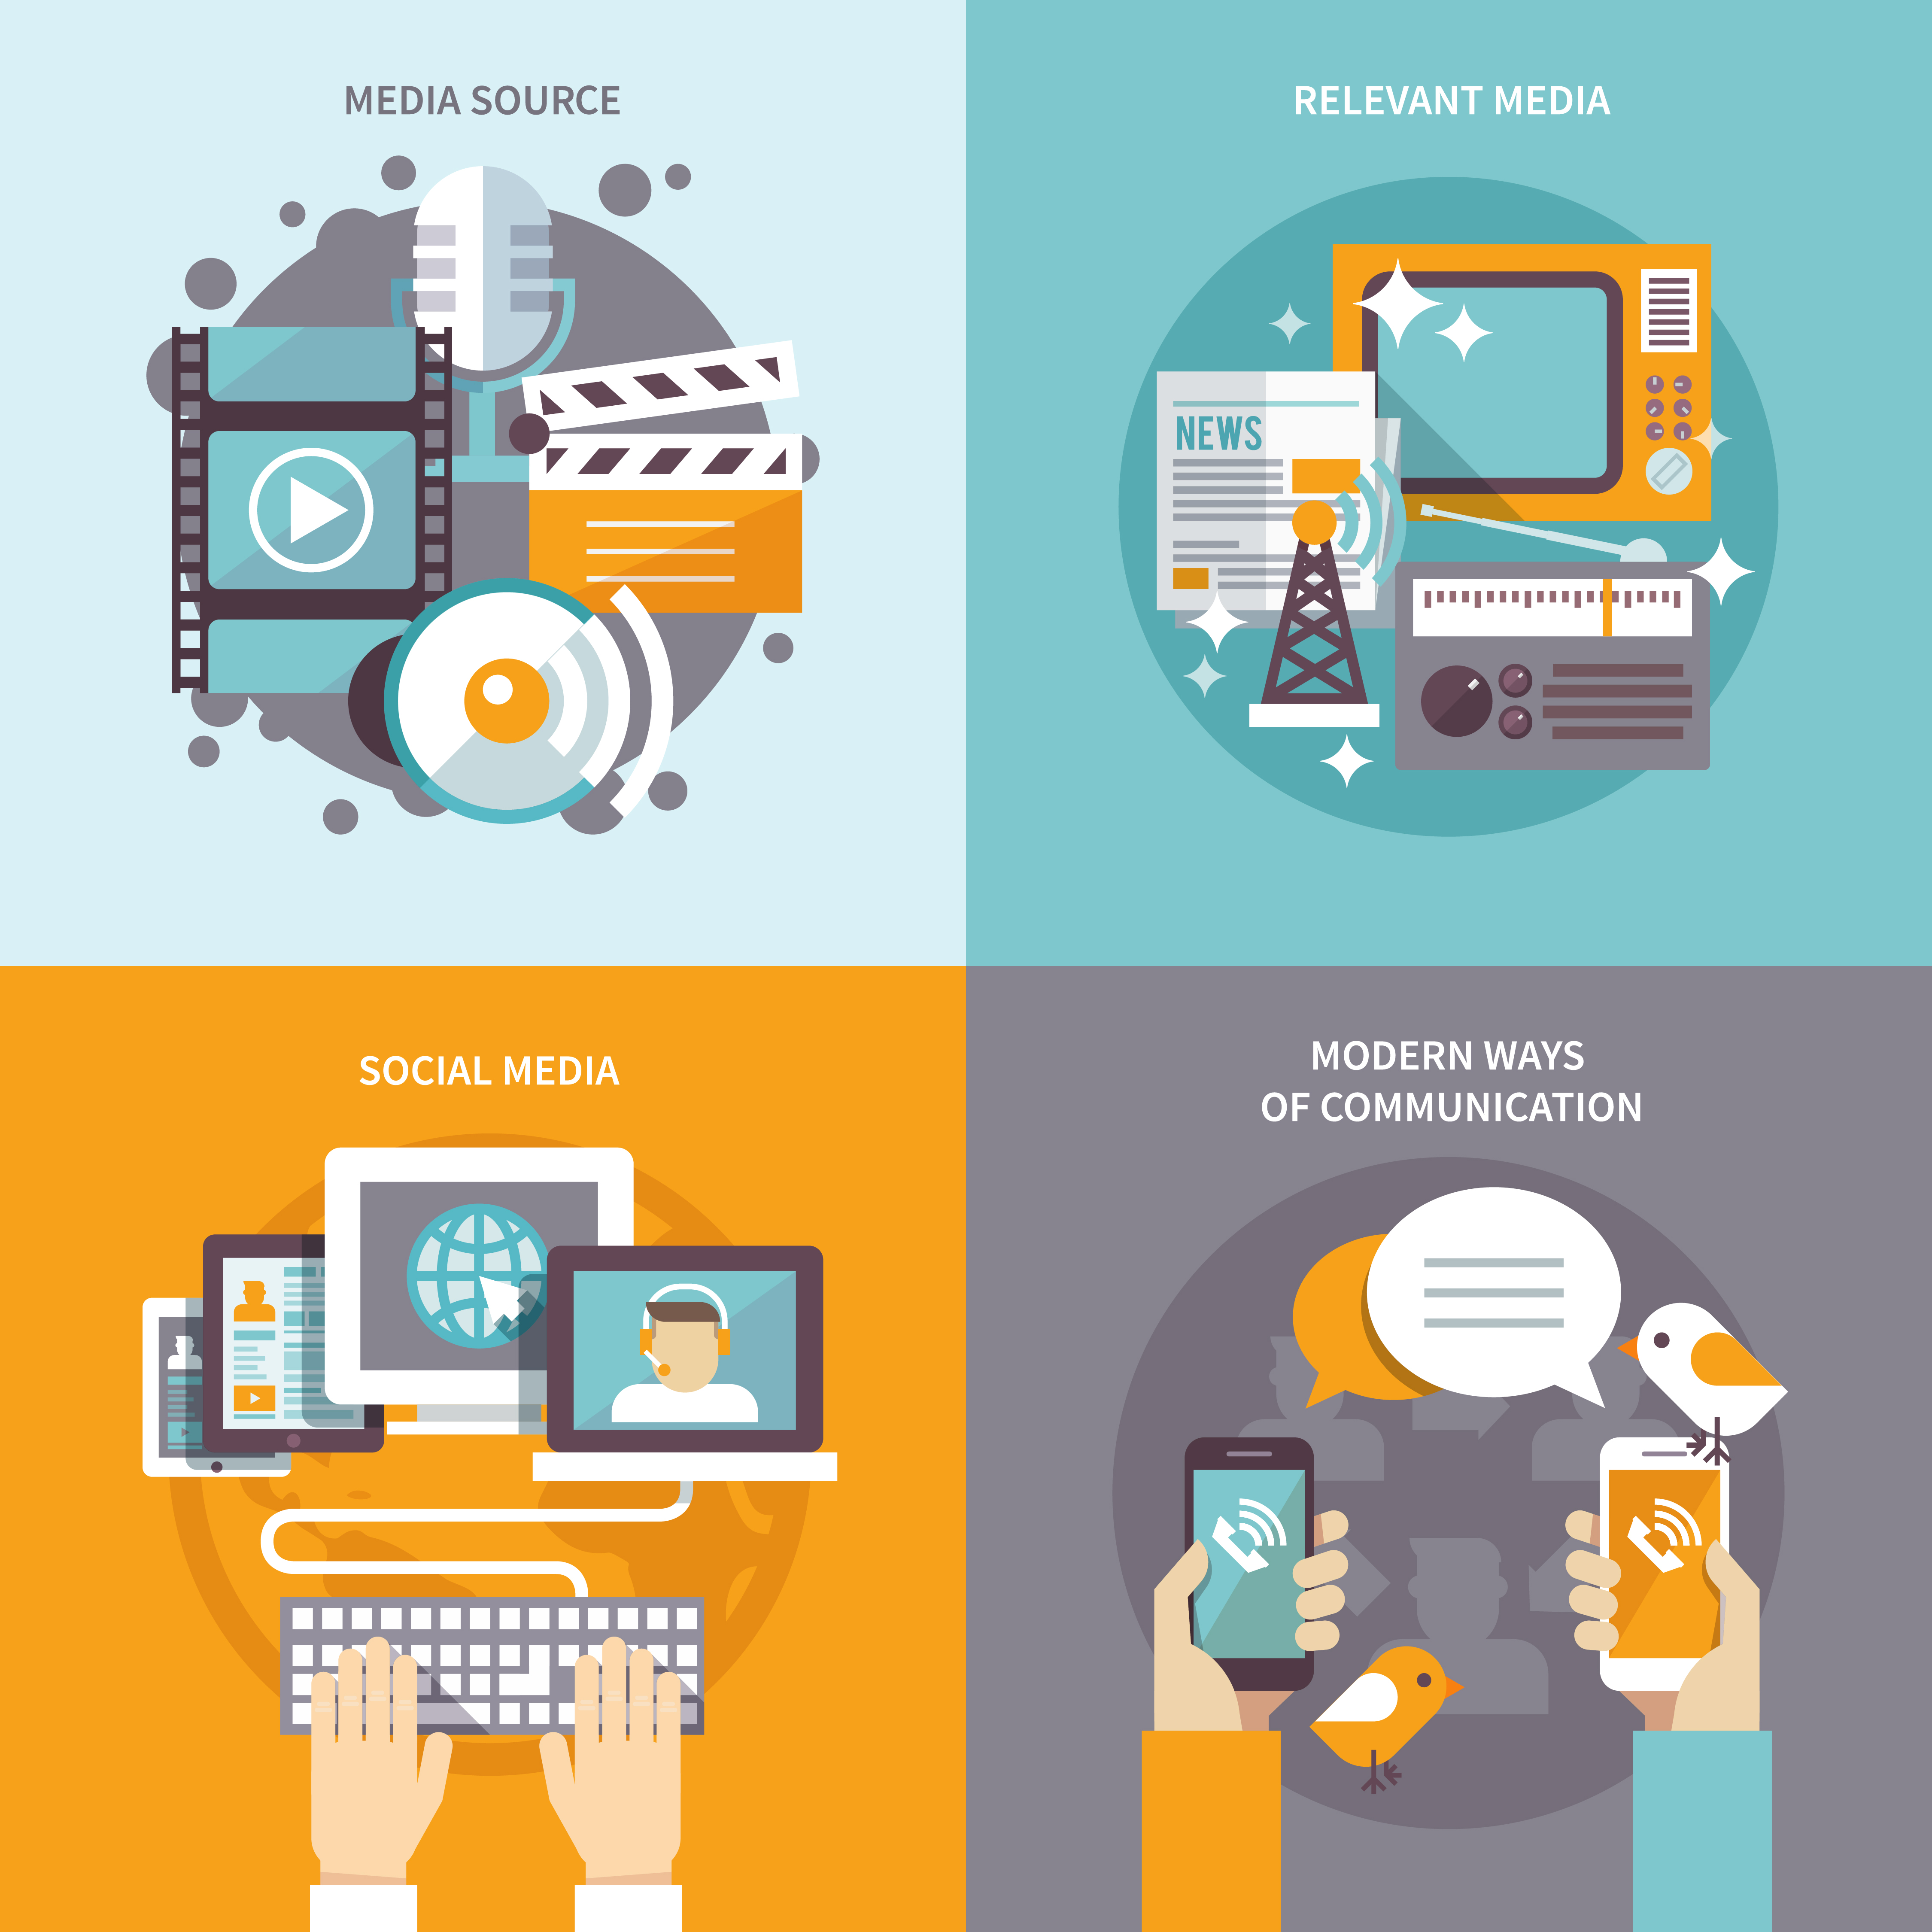 MEDIA SOURCE
RELEVANT MEDIA
NEWS
SOCIAL MEDIA
MODERN WAYS
OF COMMUNICATION